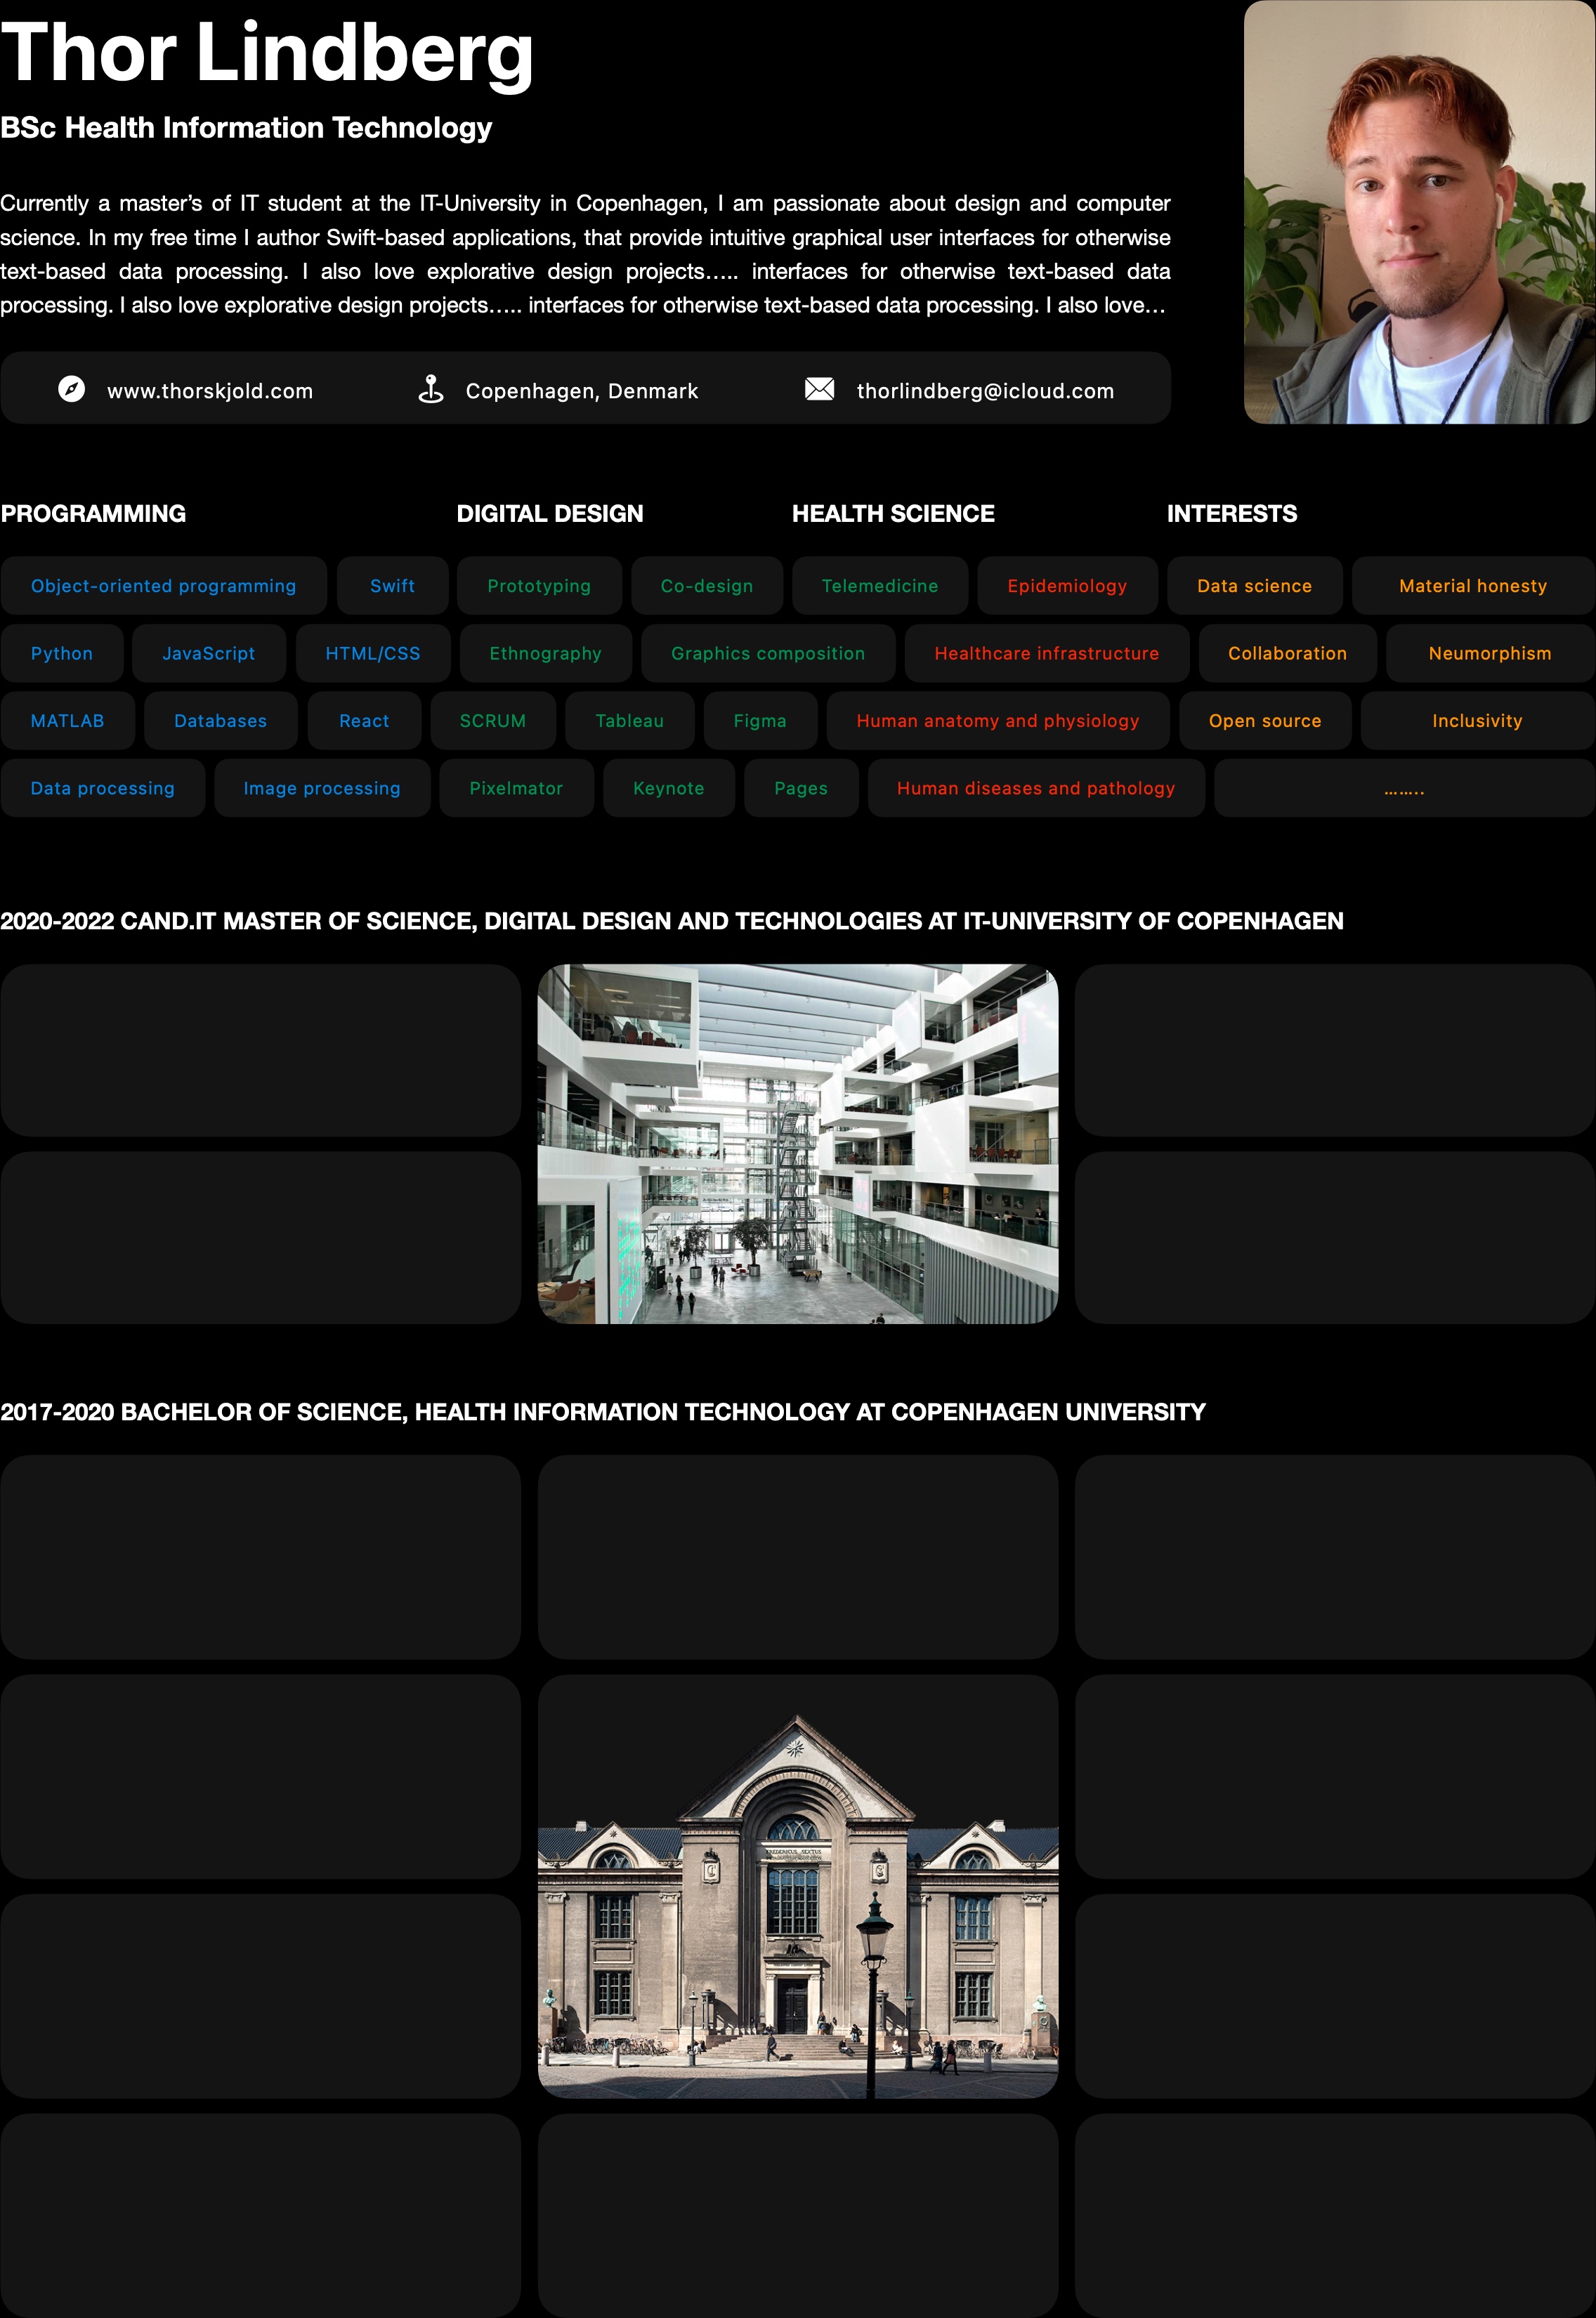 Thor Lindberg
BSc Health Information Technology
Currently a master’s of IT student at the IT-University in Copenhagen, I am passionate about design and computer
science. In my free time I author Swift-based applications, that provide intuitive graphical user interfaces for otherwise
text-based data processing. I also love explorative design projects….. interfaces for otherwise text-based data
processing. I also love explorative design projects….. interfaces for otherwise text-based data processing. I also love…
www.thorskjold.com Copenhagen, Denmark thorlindberg@icloud.com
PROGRAMMING DIGITAL DESIGN HEALTH SCIENCE INTERESTS
Object-oriented programming Swift Prototyping Co-design Telemedicine Epidemiology Data science Material honesty
Python JavaScript HTML/CSS Ethnography Graphics composition Healthcare infrastructure Collaboration Neumorphism
MATLAB Databases React SCRUM Tableau Figma Human anatomy and physiology Open source Inclusivity
Data processing Image processing Pixelmator Keynote Pages Human diseases and pathology ……..
2020-2022 CAND.IT MASTER OF SCIENCE, DIGITAL DESIGN AND TECHNOLOGIES AT IT-UNIVERSITY OF COPENHAGEN
2017-2020 BACHELOR OF SCIENCE, HEALTH INFORMATION TECHNOLOGY AT COPENHAGEN UNIVERSITY
FREDERICUS SEXTUS